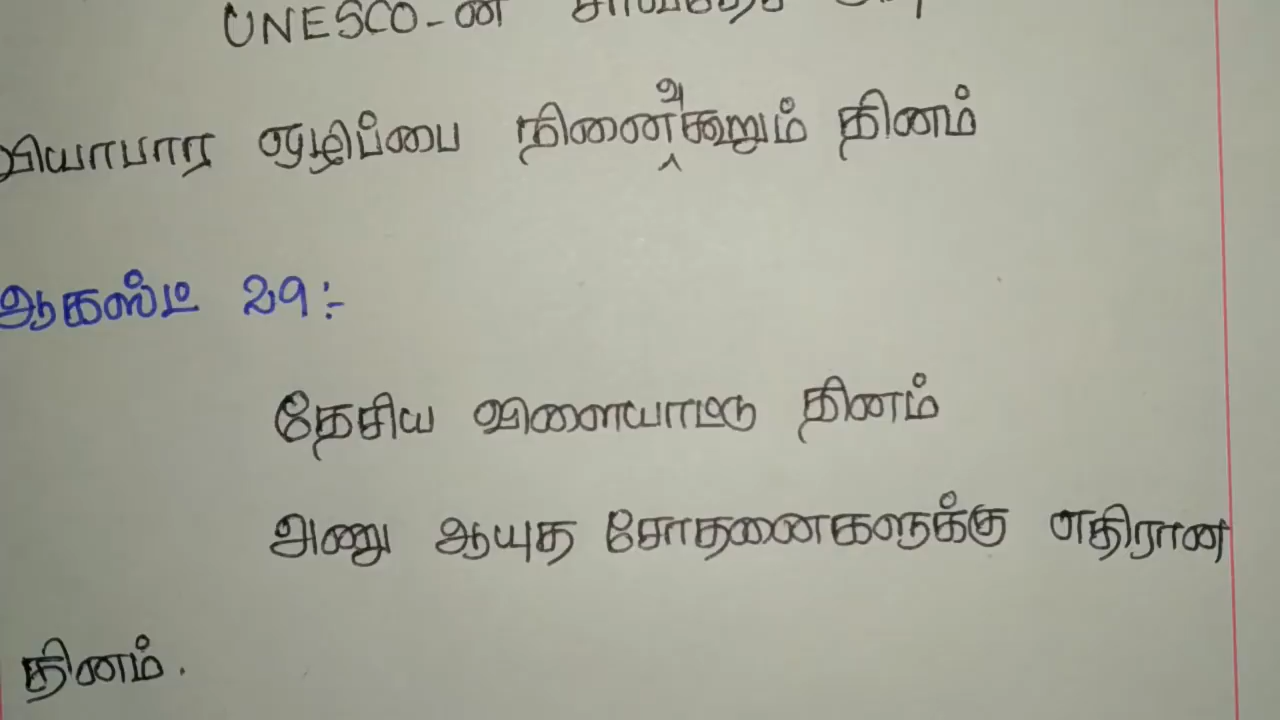 UNESCO-ன்
வியாபார ஒழிப்பை நினைவுகூறும் தினம்
ஆகஸ்ட் 29:-
தேசிய விளையாட்டு தினம்
அணு ஆயுத சோதனைகளுக்கு எதிரான
தினம்.